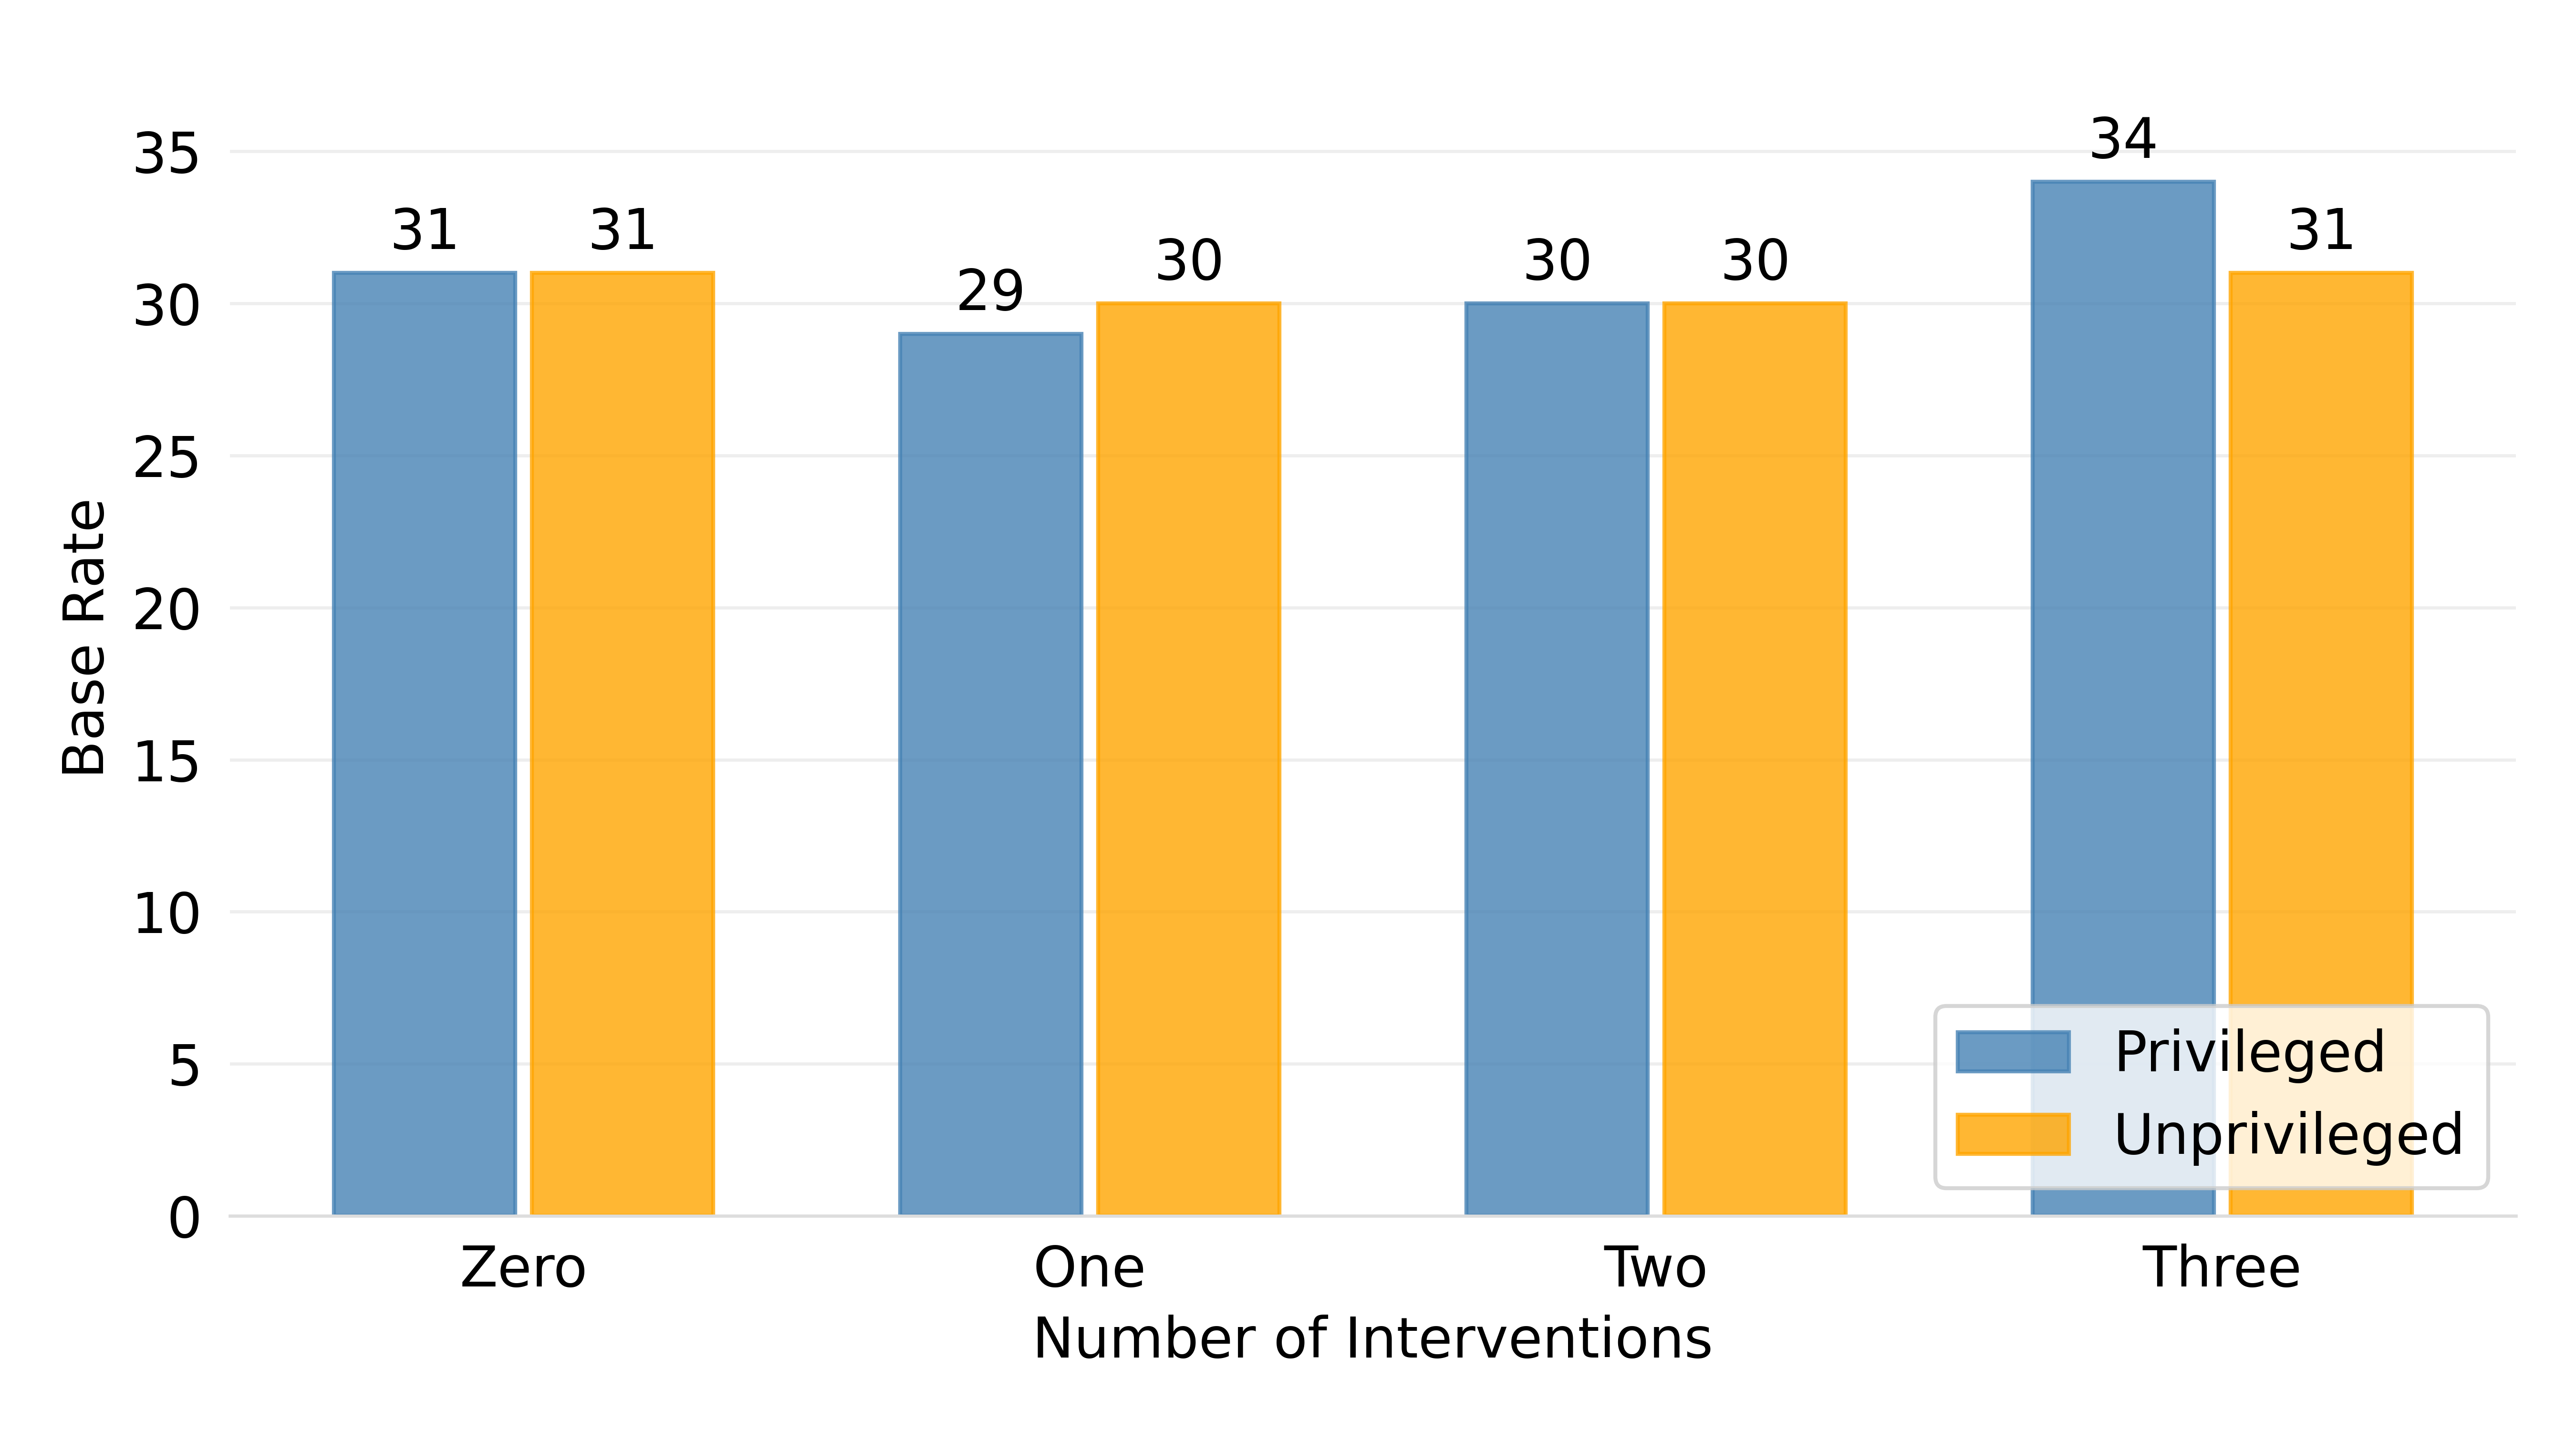 35
30
25
20
15
10
5
0
Base Rate
31 31
29 30
30 30
34 31
Privileged
Unprivileged
Zero One Two Three
Number of Interventions